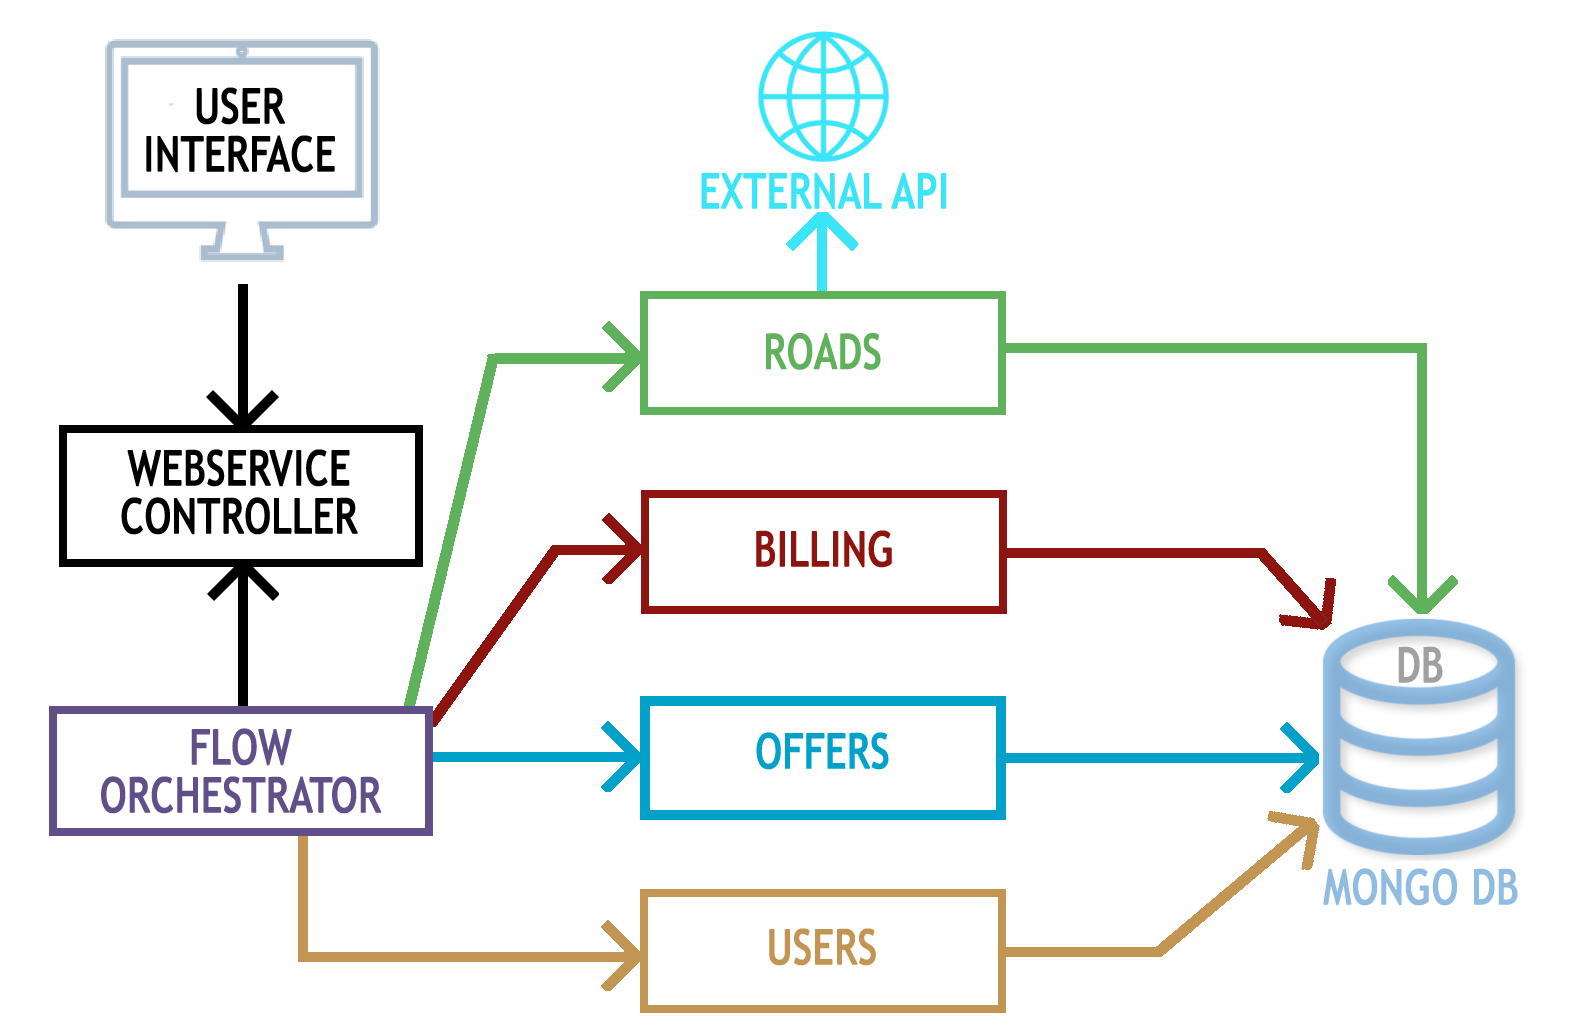 USER
INTERFACE
EXTERNAL API
ROADS
WEBSERVICE
CONTROLLER
BILLING
DB
FLOW
ORCHESTRATOR
OFFERS
MONGO DB
USERS